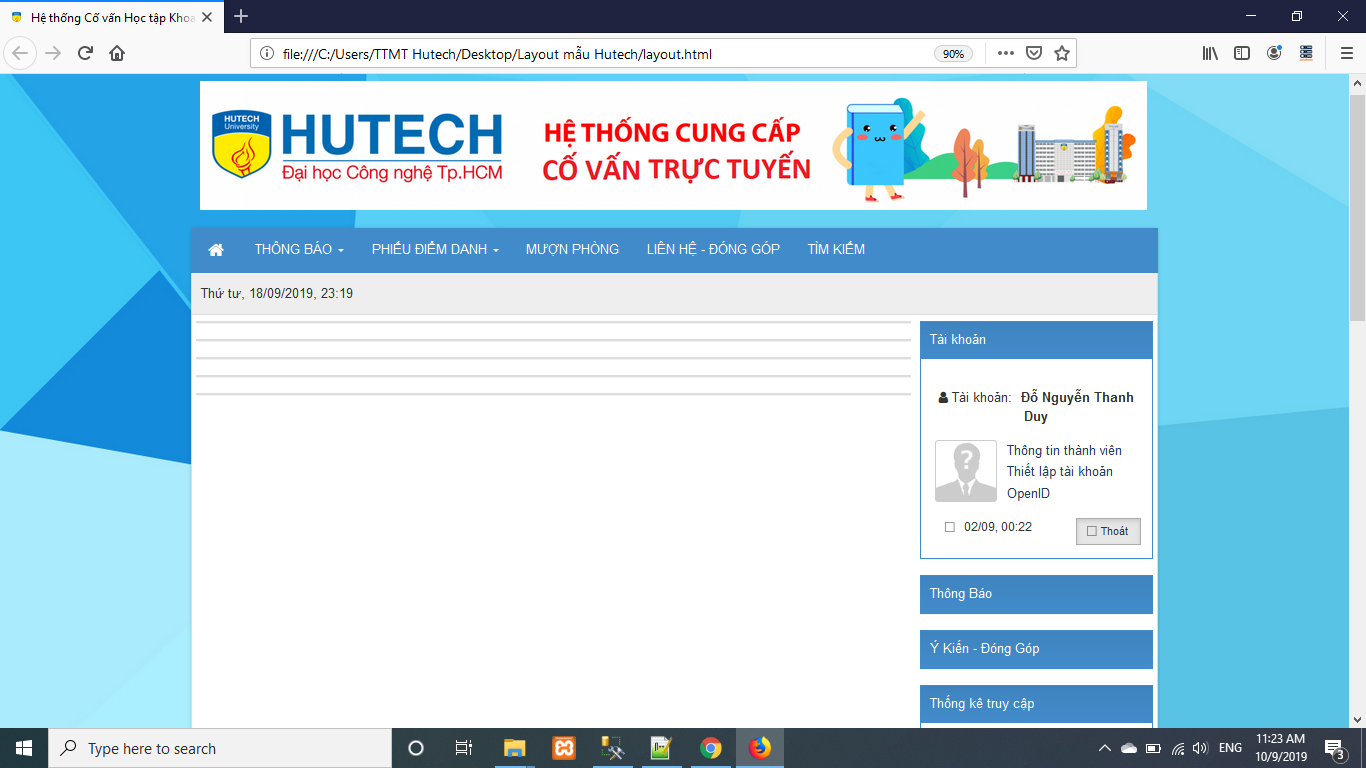 Hệ thống Cố vấn Học tập Khoa
file:///C:/Users/TTMT Hutech/Desktop/Layout mẫu Hutech/layout.html
90%
HUTECH
University
HUTECH
Đại học Công nghệ Tp.HCM
HỆ THỐNG CUNG CẤP
CỐ VẤN TRỰC TUYẾN
THÔNG BÁO
PHIẾU ĐIỂM DANH
MƯỢN PHÒNG
LIÊN HỆ - ĐÓNG GÓP
TÌM KIẾM
Thứ tư, 18/09/2019, 23:19
Tài khoản
Tài khoản: Đỗ Nguyễn Thanh
Duy
Thông tin thành viên
Thiết lập tài khoản
OpenID
02/09, 00:22
Thoát
Thông Báo
Ý Kiến - Đóng Góp
Thống kê truy cập
Type here to search
ENG
11:23 AM
10/9/2019
3